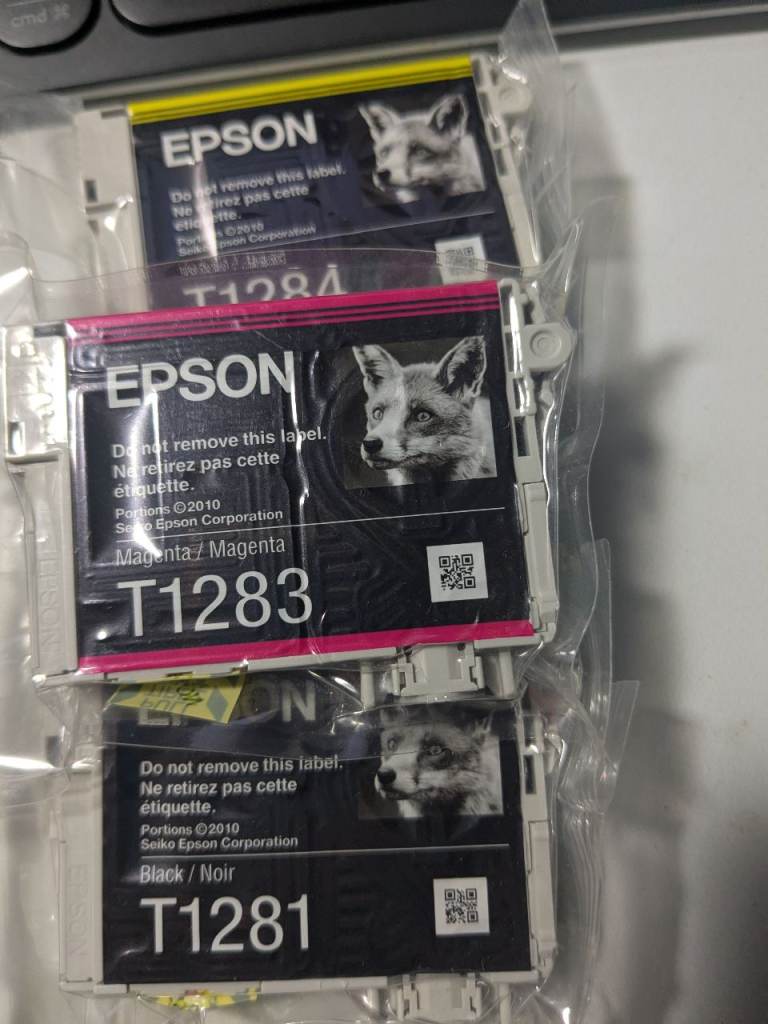 cmd ⌘
EPSON
Do not remove this label.
Ne retirez pas cette
étiquette.
Portions ©2010
Seiko Epson Corporation
T1284
EPSON
Do not remove this label.
Ne retirez pas cette
étiquette.
Portions ©2010
Seiko Epson Corporation
Magenta / Magenta
T1283
EPSON
Do not remove this label.
Ne retirez pas cette
étiquette.
Portions ©2010
Seiko Epson Corporation
Black / Noir
T1281